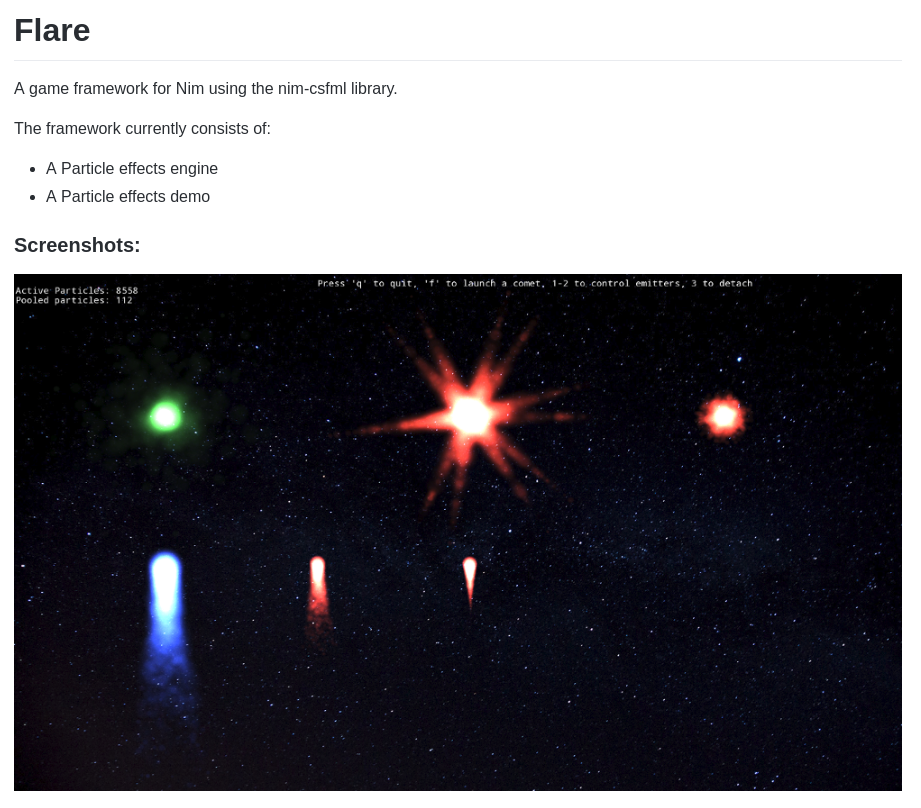 Flare
A game framework for Nim using the nim-csfml library.
The framework currently consists of:
A Particle effects engine
A Particle effects demo
Screenshots:
Active Particles: 8558
Pooled particles: 112
Press 'q' to quit, 'f' to launch a comet, 1-2 to control emitters, 3 to detach